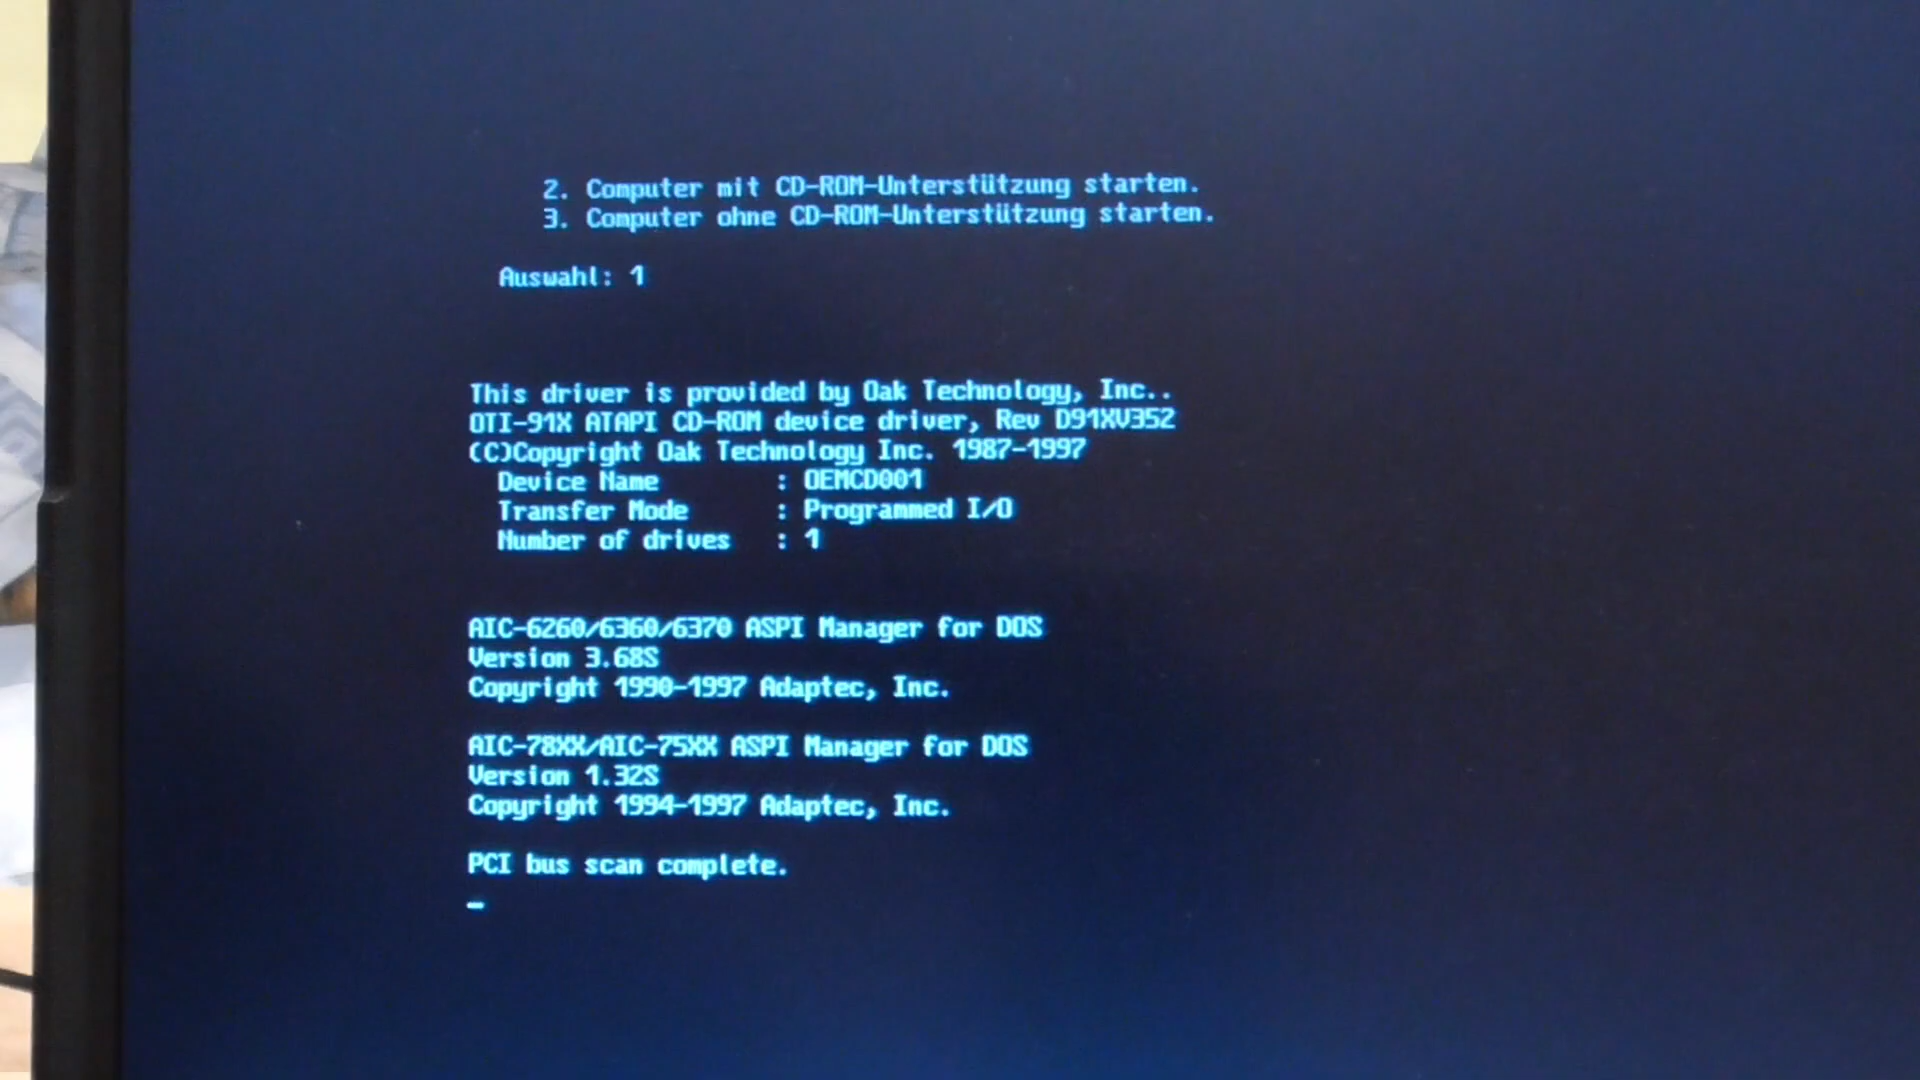 2. Computer mit CD-ROM-Unterstützung starten.
3. Computer ohne CD-ROM-Unterstützung starten.
Auswahl: 1
This driver is provided by Oak Technology, Inc..
OTI-91X ATAPI CD-ROM device driver, Rev D91XV352
(C)Copyright Oak Technology Inc. 1987-1997
Device Name : OEMCD001
Transfer Mode : Programmed I/O
Number of drives : 1
AIC-6260/6360/6370 ASPI Manager for DOS
Version 3.68S
Copyright 1990-1997 Adaptec, Inc.
AIC-78XX/AIC-75XX ASPI Manager for DOS
Version 1.32S
Copyright 1994-1997 Adaptec, Inc.
PCI bus scan complete.
_